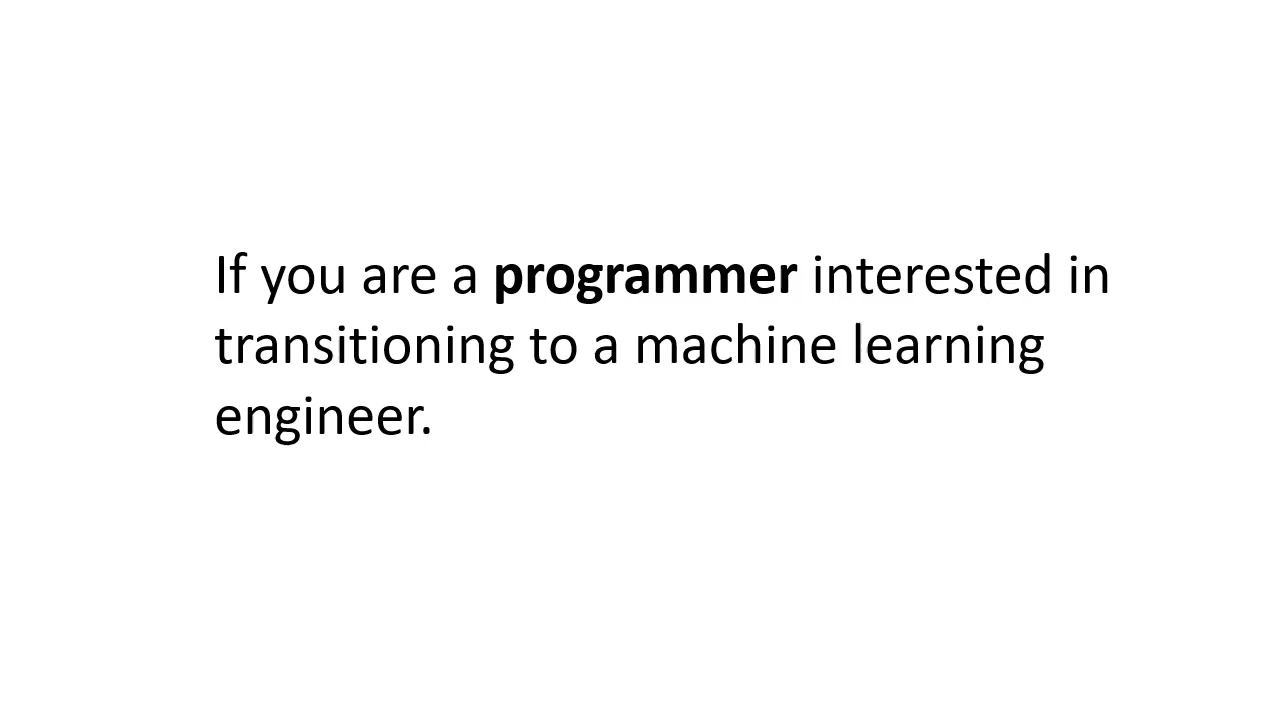 If you are a programmer interested in
transitioning to a machine learning
engineer.